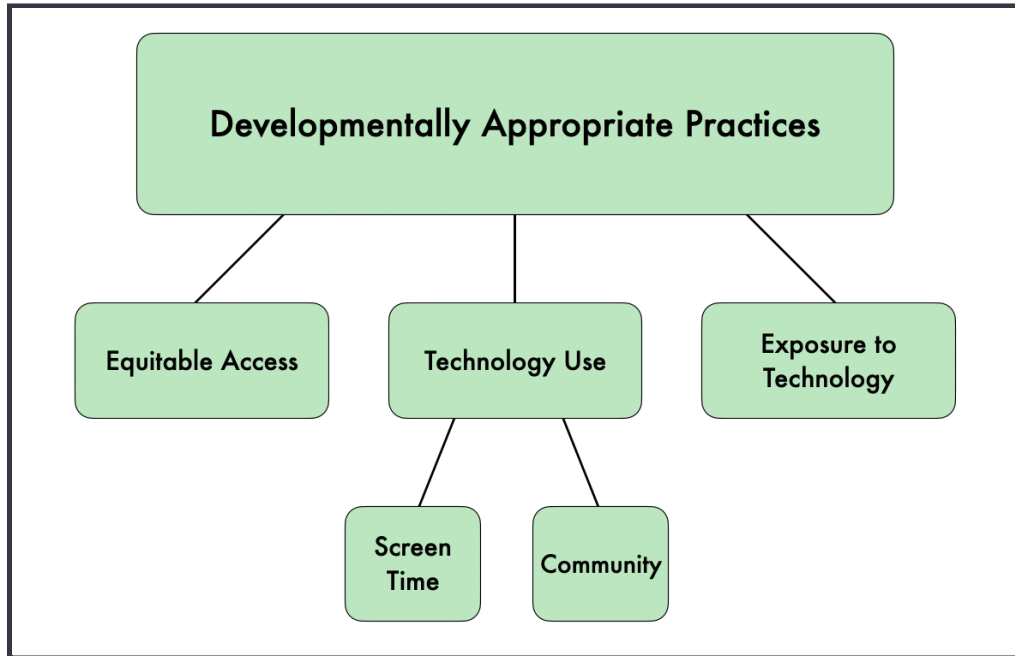 Developmentally Appropriate Practices
Equitable Access
Technology Use
Exposure to
Technology
Screen
Time
Community